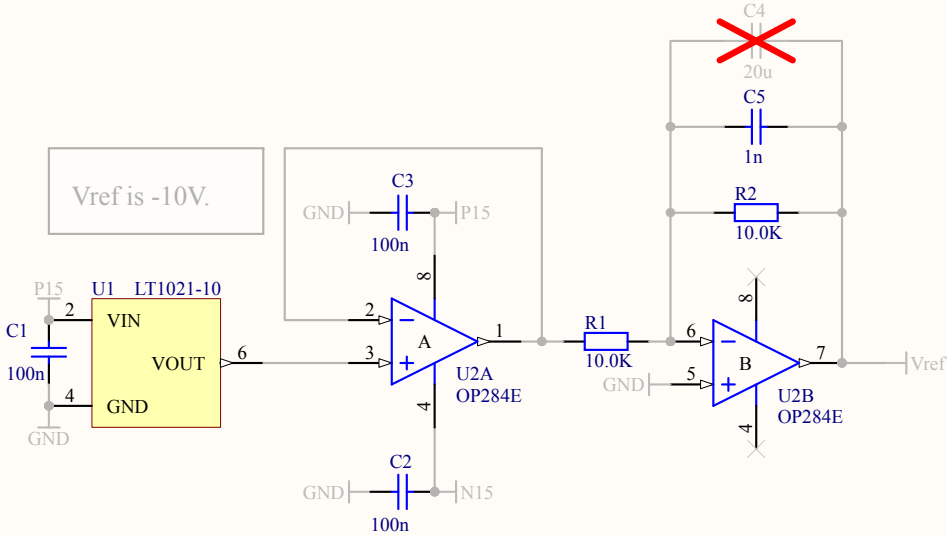 C4
20u
C5
1n
Vref is -10V.
C3
GND
P15
100n
R2
10.0K
8
P15
U1 LT1021-10
8
2
VIN
2
A
1
R1
6
B
7
Vref
C1
100n
VOUT
6
3
10.0K
GND
5
4
GND
U2A
OP284E
U2B
OP284E
4
4
GND
C2
GND
N15
100n